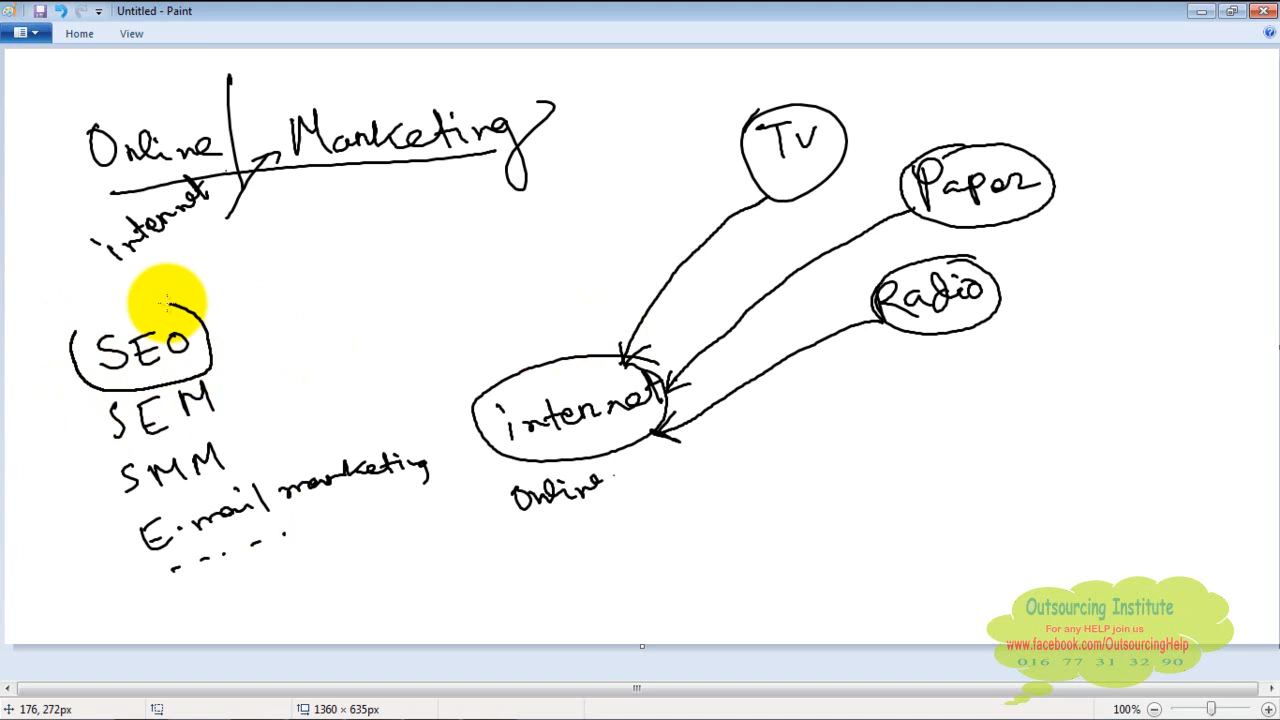 Untitled - Paint
Home View
Online Marketing
internet
SEO
SEM
SMM
E-mail marketing
TV
Paper
Radio
internet
Online
Outsourcing Institute
For any HELP join us
www.facebook.com/OutsourcingHelp
016 77 31 32 90
176, 272px
1360 × 635px
100%